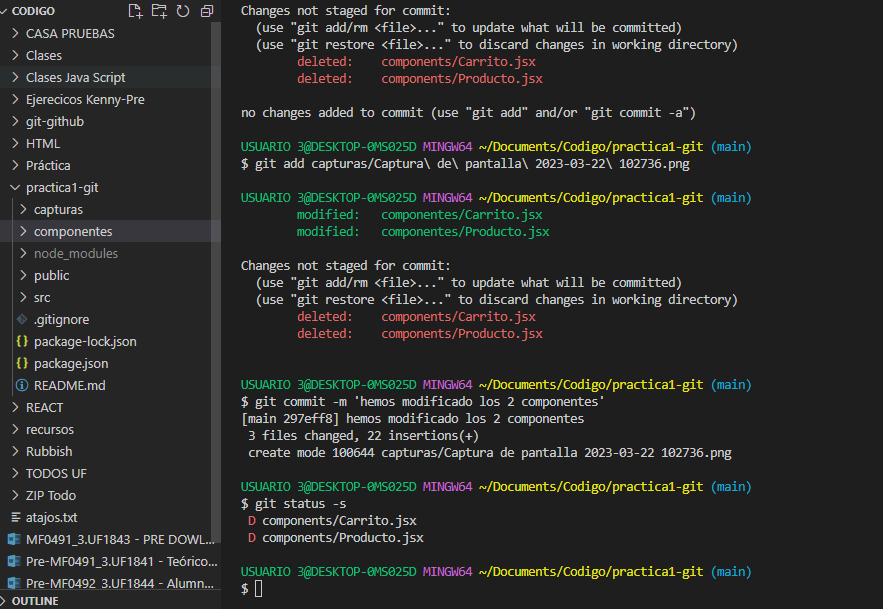 CODIGO
CASA PRUEBAS
Clases
Clases Java Script
Ejerecicos Kenny-Pre
git-github
HTML
Práctica
practica1-git
capturas
componentes
node_modules
public
src
.gitignore
{} package-lock.json
{} package.json
README.md
REACT
recursos
Rubbish
TODOS UF
ZIP Todo
atajos.txt
MF0491_3.UF1843 - PRE DOWL...
Pre-MF0491_3.UF1841 - Teórico...
Pre-MF0492_3.UF1844 - Alumn...
OUTLINE
Changes not staged for commit:
(use "git add/rm <file>..." to update what will be committed)
(use "git restore <file>..." to discard changes in working directory)
deleted: components/Carrito.jsx
deleted: components/Producto.jsx
no changes added to commit (use "git add" and/or "git commit -a")
USUARIO 3@DESKTOP-0MS025D MINGW64 ~/Documents/Codigo/practica1-git (main)
$ git add capturas/Captura\ de\ pantalla\ 2023-03-22\ 102736.png
USUARIO 3@DESKTOP-0MS025D MINGW64 ~/Documents/Codigo/practica1-git (main)
modified: componentes/Carrito.jsx
modified: componentes/Producto.jsx
Changes not staged for commit:
(use "git add/rm <file>..." to update what will be committed)
(use "git restore <file>..." to discard changes in working directory)
deleted: components/Carrito.jsx
deleted: components/Producto.jsx
USUARIO 3@DESKTOP-0MS025D MINGW64 ~/Documents/Codigo/practica1-git (main)
$ git commit -m 'hemos modificado los 2 componentes'
[main 297eff8] hemos modificado los 2 componentes
3 files changed, 22 insertions(+)
create mode 100644 capturas/Captura de pantalla 2023-03-22 102736.png
USUARIO 3@DESKTOP-0MS025D MINGW64 ~/Documents/Codigo/practica1-git (main)
$ git status -s
D components/Carrito.jsx
D components/Producto.jsx
USUARIO 3@DESKTOP-0MS025D MINGW64 ~/Documents/Codigo/practica1-git (main)
$